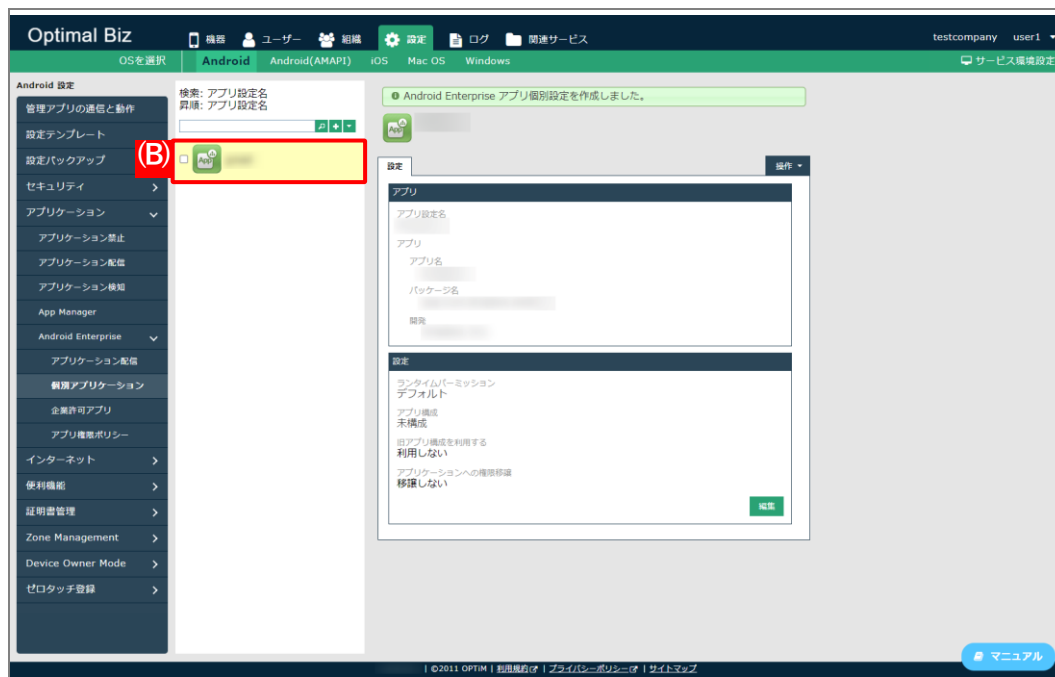 Optimal Biz
機器 ユーザー 組織 設定 ログ 関連サービス
testcompany user1
OSを選択 Android Android(AMAPI) iOS Mac OS Windows
サービス環境設定
Android 設定
管理アプリの通信と動作
設定テンプレート
設定バックアップ
セキュリティ
アプリケーション
アプリケーション禁止
アプリケーション配信
アプリケーション検知
App Manager
Android Enterprise
アプリケーション配信
個別アプリケーション
企業許可アプリ
アプリ権限ポリシー
インターネット
便利機能
証明書管理
Zone Management
Device Owner Mode
ゼロタッチ登録
検索: アプリ設定名
昇順: アプリ設定名
(B)
App
Android Enterprise アプリ個別設定を作成しました。
App
設定
操作
アプリ
アプリ設定名
アプリ
アプリ名
パッケージ名
開発
設定
ランタイムパーミッション
デフォルト
アプリ構成
未構成
旧アプリ構成を利用する
利用しない
アプリケーションへの権限移譲
移譲しない
編集
マニュアル
| ©2011 OPTiM | 利用規約 | プライバシーポリシー | サイトマップ